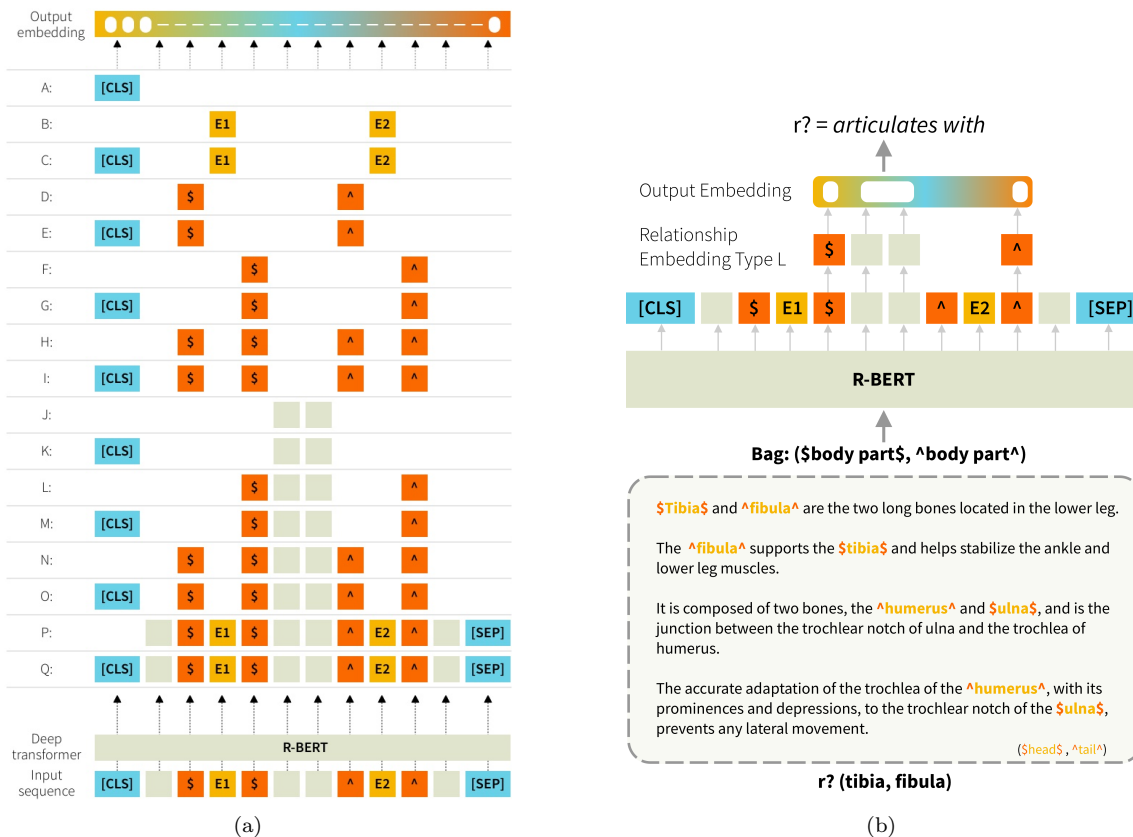 Output
embedding
A: [CLS]
B: E1 E2
C: [CLS] E1 E2
D: $ ^
E: [CLS] $ ^
F: $ ^
G: [CLS] $ ^
H: $ $ ^ ^
I: [CLS] $ $ ^ ^
J:
K: [CLS]
L: $ ^
M: [CLS] $ ^
N: $ $ ^ ^
O: [CLS] $ $ ^ ^
P: $ E1 $ ^ E2 ^ [SEP]
Q: [CLS] $ E1 $ ^ E2 ^ [SEP]
Deep
transformer
R-BERT
Input
sequence
[CLS] $ E1 $ ^ E2 ^ [SEP]
(a)
r? = articulates with
Output Embedding
Relationship
Embedding Type L
$ ^
[CLS] $ E1 $ ^ E2 ^ [SEP]
R-BERT
Bag: ($body part$, ^body part^)
$Tibia$ and ^fibula^ are the two long bones located in the lower leg.
The ^fibula^ supports the $tibia$ and helps stabilize the ankle and
lower leg muscles.
It is composed of two bones, the ^humerus^ and $ulna$, and is the
junction between the trochlear notch of ulna and the trochlea of
humerus.
The accurate adaptation of the trochlea of the ^humerus^, with its
prominences and depressions, to the trochlear notch of the $ulna$,
prevents any lateral movement.
($head$ , ^tail^)
r? (tibia, fibula)
(b)